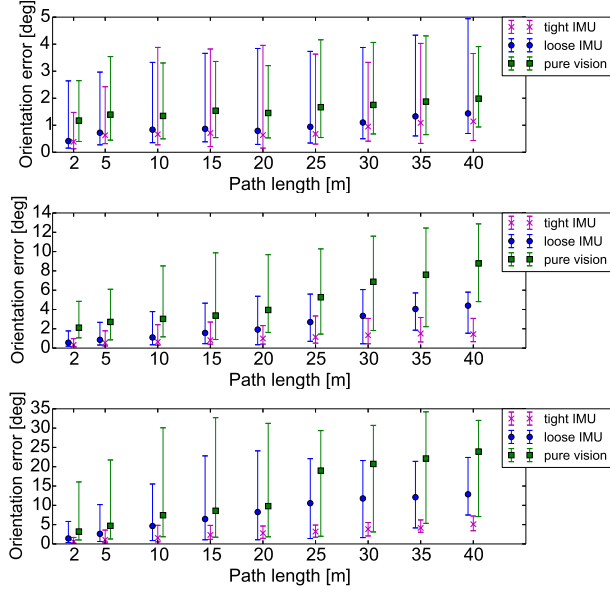 5
4
3
2
1
0
Orientation error [deg]
2 5 10 15 20 25 30 35 40
Path length [m]
tight IMU
loose IMU
pure vision
14
12
10
8
6
4
2
0
Orientation error [deg]
2 5 10 15 20 25 30 35 40
Path length [m]
tight IMU
loose IMU
pure vision
35
30
25
20
15
10
5
0
Orientation error [deg]
2 5 10 15 20 25 30 35 40
Path length [m]
tight IMU
loose IMU
pure vision